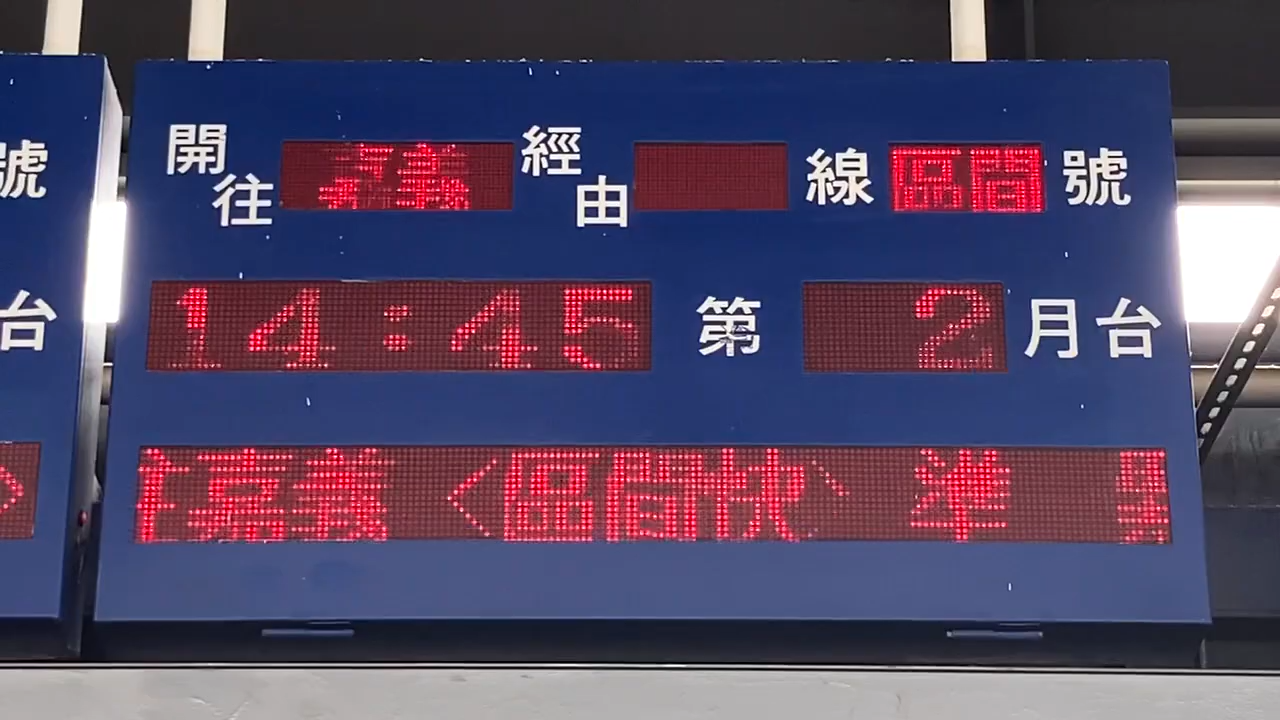 開往 嘉義 經由 線 區間 號
14:45 第 2 月台
往嘉義〈區間快〉 準
號
台